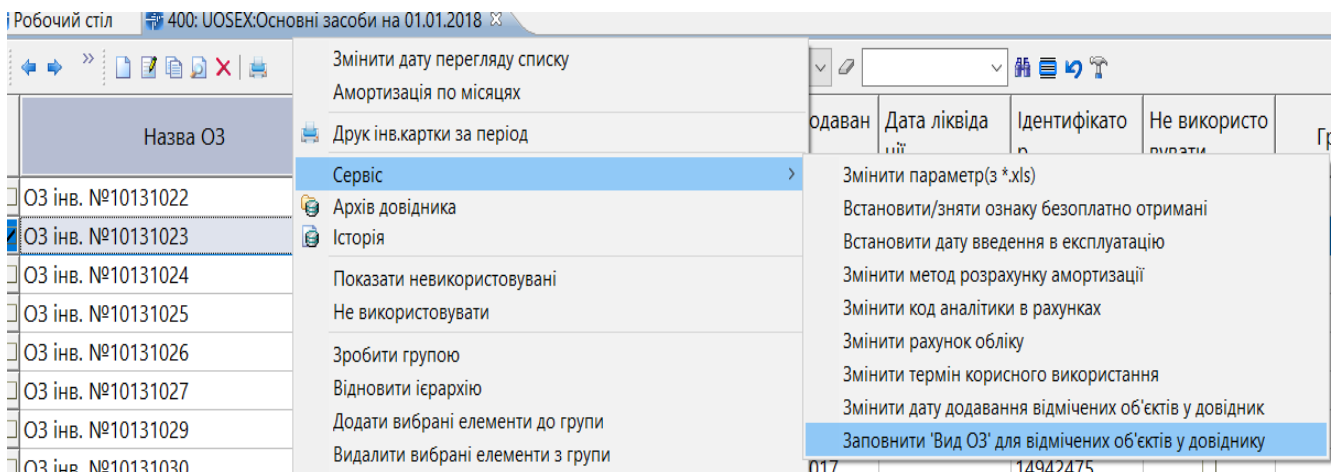 Робочий стіл
400: UOSEX:Основні засоби на 01.01.2018
Змінити дату перегляду списку
Амортизація по місяцях
Друк інв.картки за період
Сервіс
Архів довідника
Історія
Показати невикористовувані
Не використовувати
Зробити групою
Відновити ієрархію
Додати вибрані елементи до групи
Видалити вибрані елементи з групи
Назва ОЗ
ОЗ інв. №10131022
ОЗ інв. №10131023
ОЗ інв. №10131024
ОЗ інв. №10131025
ОЗ інв. №10131026
ОЗ інв. №10131027
ОЗ інв. №10131029
ОЗ інв. №10131030
одаван
Дата ліквіда
ції
Ідентифікато
р
Не використо
вувати
Гр
Змінити параметр(з *.xls)
Встановити/зняти ознаку безоплатно отримані
Встановити дату введення в експлуатацію
Змінити метод розрахунку амортизації
Змінити код аналітики в рахунках
Змінити рахунок обліку
Змінити термін корисного використання
Змінити дату додавання відмічених об'єктів у довідник
Заповнити 'Вид ОЗ' для відмічених об'єктів у довіднику
017
14942475